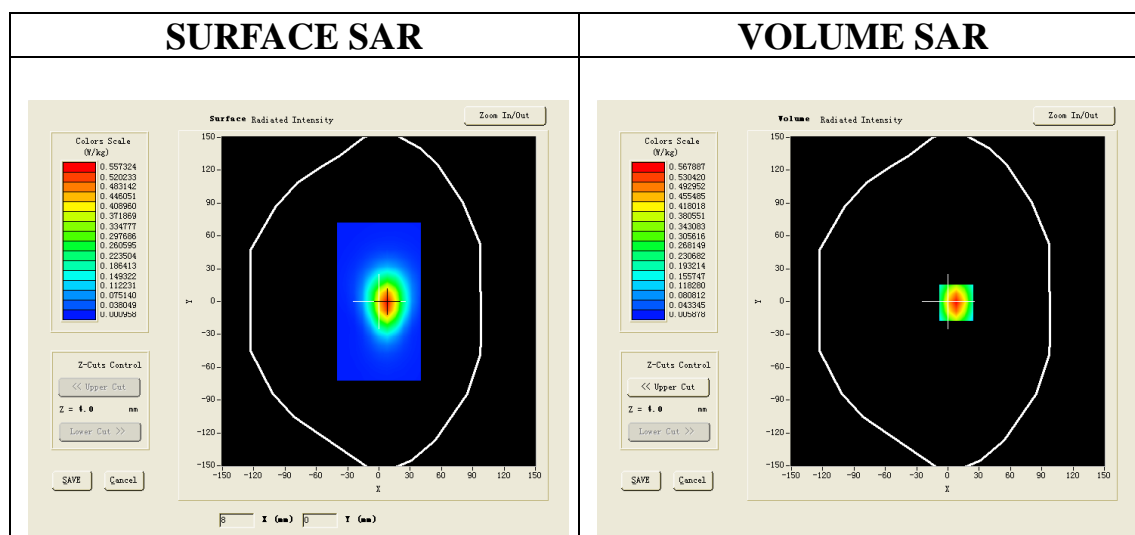 SURFACE SAR
VOLUME SAR
Surface Radiated Intensity
Zoom In/Out
Colors Scale
(W/kg)
0.557324
0.520233
0.483142
0.446051
0.408960
0.371869
0.334777
0.297686
0.260595
0.223504
0.186413
0.149322
0.112231
0.075140
0.038049
0.000958
150
120
90
60
30
0
-30
-60
-90
-120
-150
Y
-150 -120 -90 -60 -30 0 30 60 90 120 150
X
Z-Cuts Control
<< Upper Cut
Z = 4.0 mm
Lower Cut >>
SAVE Cancel
8 X (mm) 0 Y (mm)
Volume Radiated Intensity
Zoom In/Out
Colors Scale
(W/kg)
0.567887
0.530420
0.492952
0.455485
0.418018
0.380551
0.343083
0.305616
0.268149
0.230682
0.193214
0.155747
0.118280
0.080812
0.043345
0.005878
150
120
90
60
30
0
-30
-60
-90
-120
-150
Y
-150 -120 -90 -60 -30 0 30 60 90 120 150
X
Z-Cuts Control
<< Upper Cut
Z = 4.0 mm
Lower Cut >>
SAVE Cancel